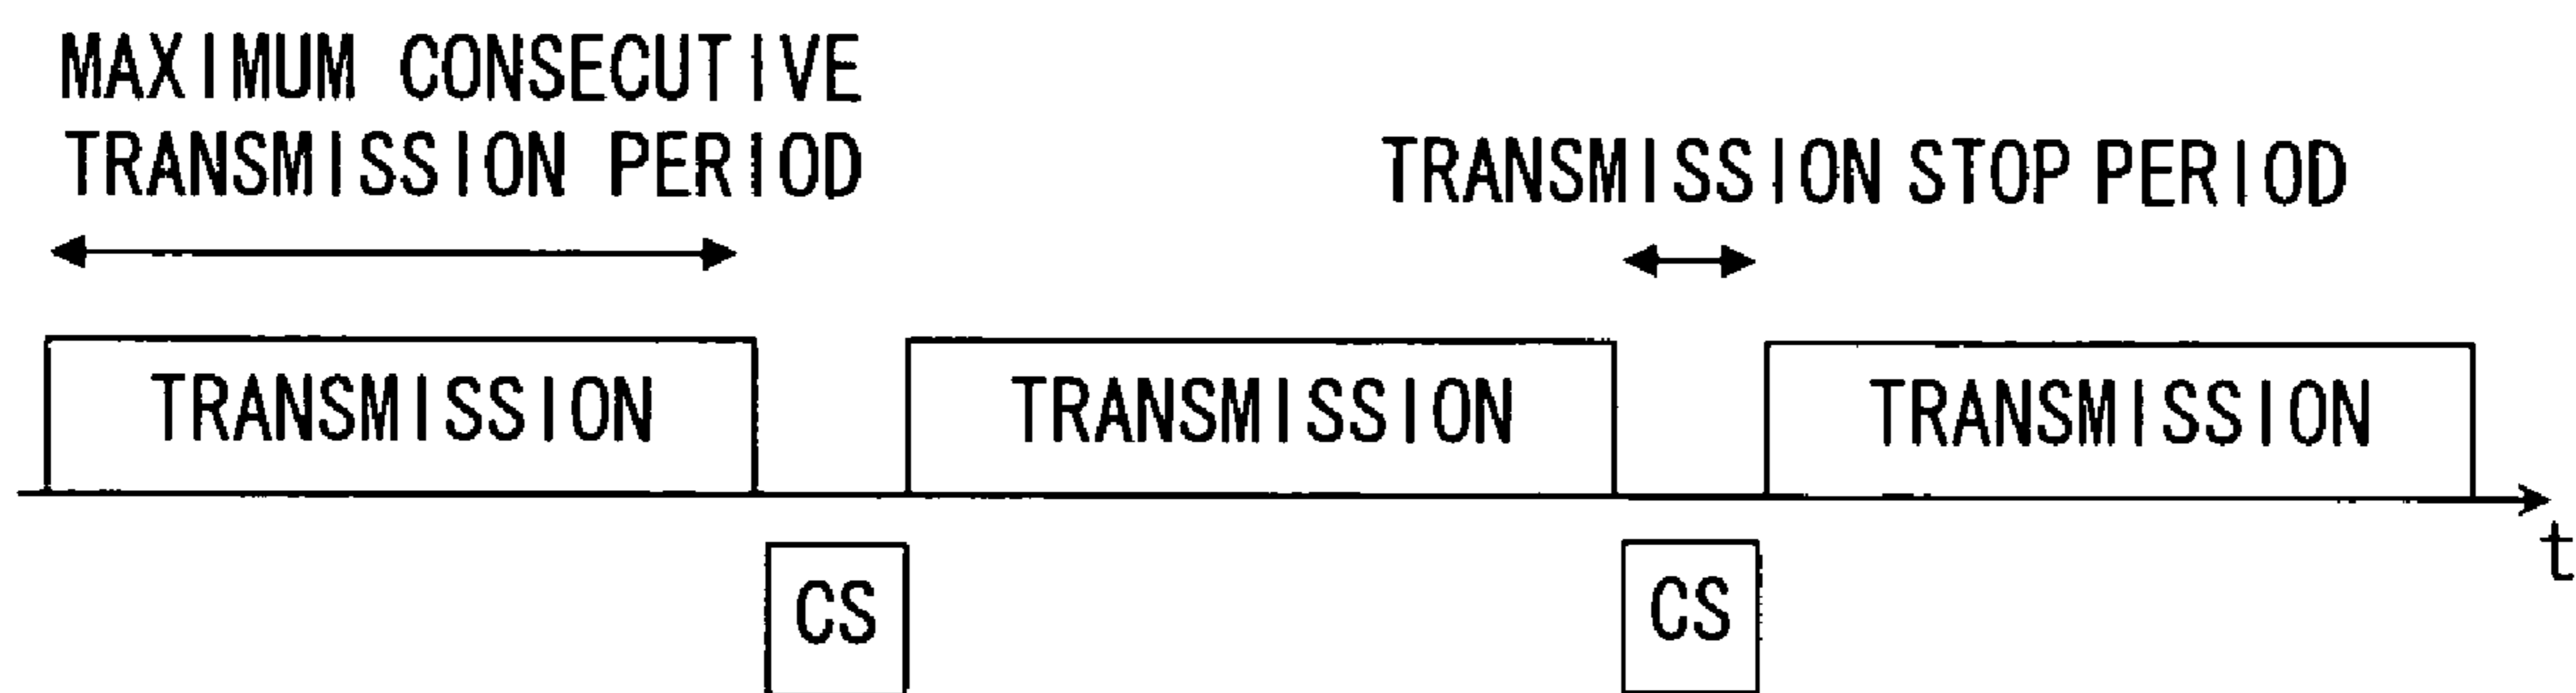 MAXIMUM CONSECUTIVE
TRANSMISSION PERIOD
TRANSMISSION STOP PERIOD
TRANSMISSION TRANSMISSION TRANSMISSION
t
CS CS